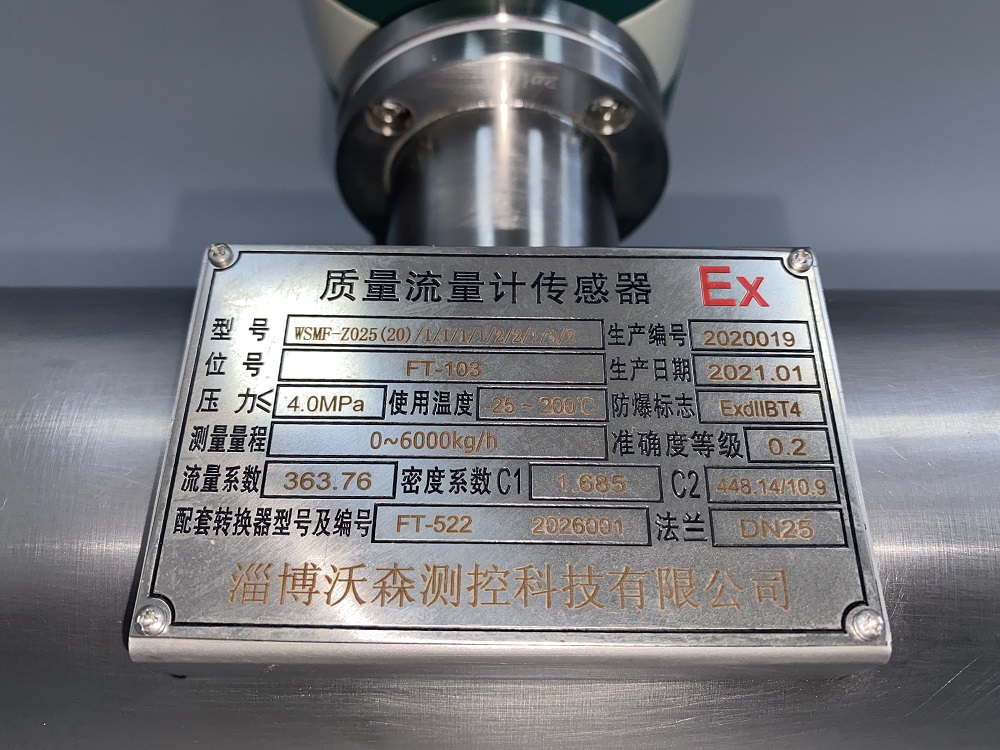 质量流量计传感器 Ex
型号 WSMF-Z025(20)/1/1/1/1/2/2/1/3/2 生产编号 2020019
位号 FT-103 生产日期 2021.01
压力≤ 4.0MPa 使用温度 25~200℃ 防爆标志 ExdIIBT4
测量量程 0~6000kg/h 准确度等级 0.2
流量系数 363.76 密度系数C1 1.685 C2 448.14/10.9
配套转换器型号及编号 FT-522 2026001 法兰 DN25
淄博沃森测控科技有限公司